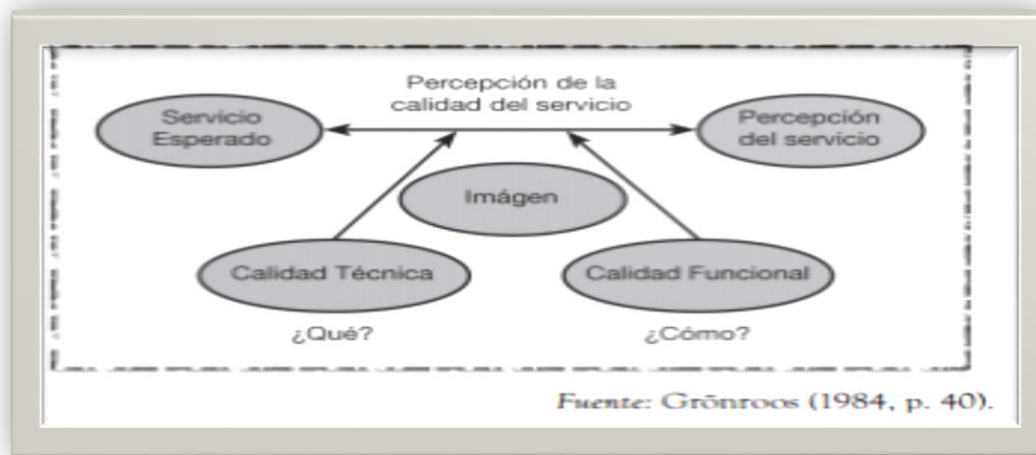 Percepción de la
calidad del servicio
Servicio
Esperado
Percepción
del servicio
Imágen
Calidad Técnica
Calidad Funcional
¿Qué?
¿Cómo?
Fuente: Grönroos (1984, p. 40).